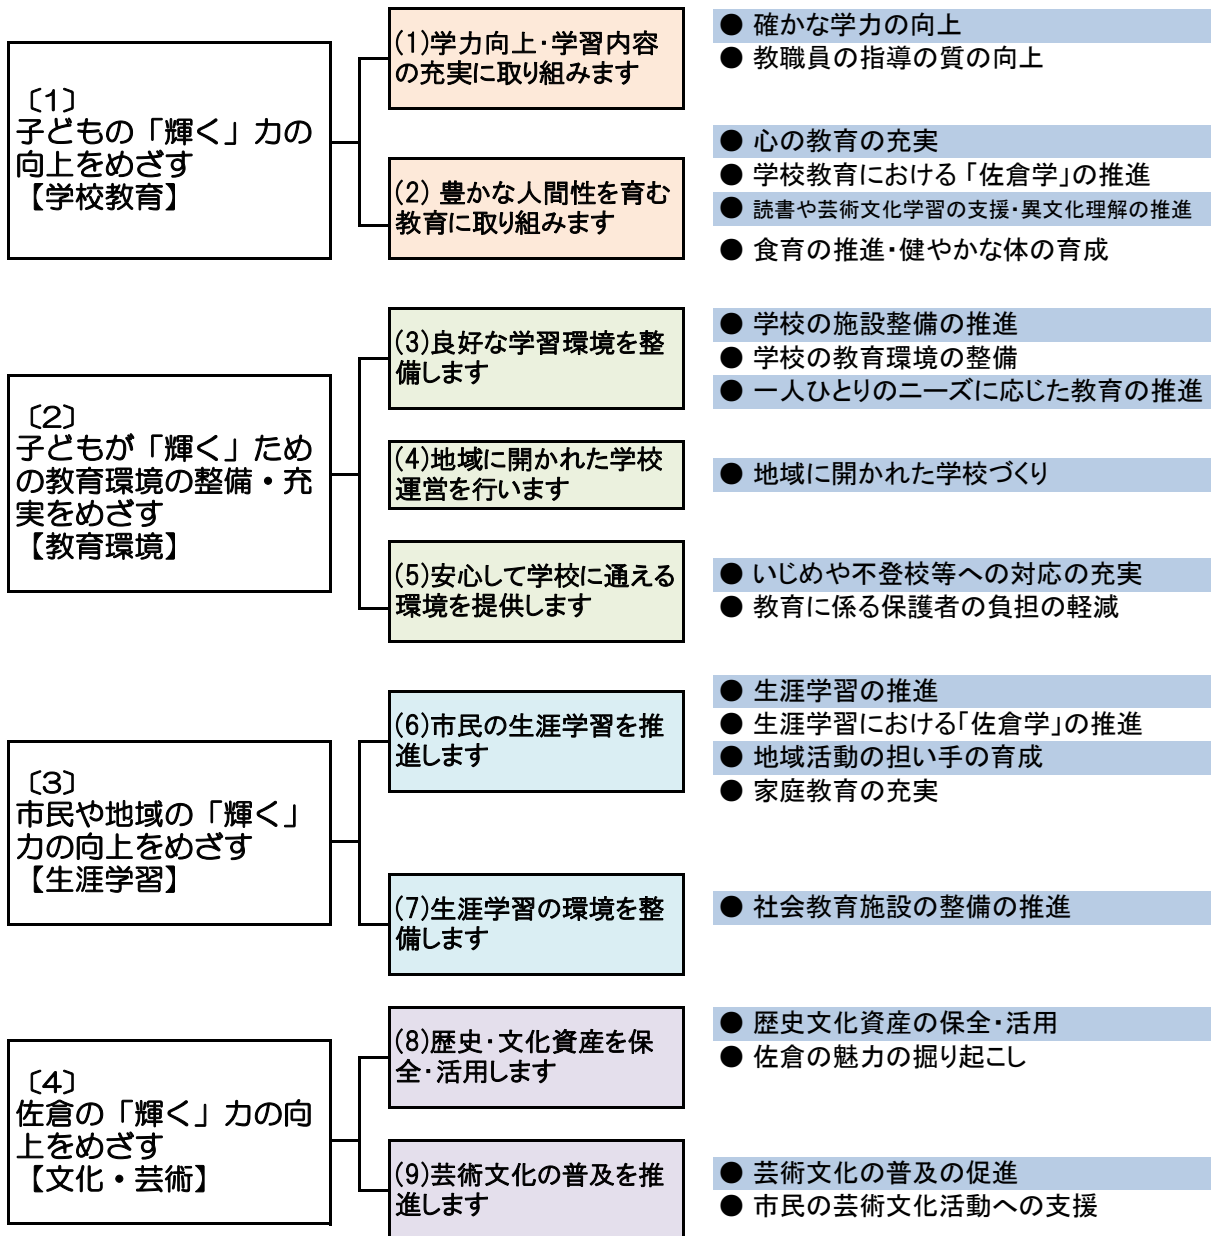 〔1〕
子どもの「輝く」力の
向上をめざす
【学校教育】
(1)学力向上・学習内容
の充実に取り組みます
● 確かな学力の向上
● 教職員の指導の質の向上
(2) 豊かな人間性を育む
教育に取り組みます
● 心の教育の充実
● 学校教育における「佐倉学」の推進
● 読書や芸術文化学習の支援・異文化理解の推進
● 食育の推進・健やかな体の育成
〔2〕
子どもが「輝く」ため
の教育環境の整備・充
実をめざす
【教育環境】
(3)良好な学習環境を整
備します
● 学校の施設整備の推進
● 学校の教育環境の整備
● 一人ひとりのニーズに応じた教育の推進
(4)地域に開かれた学校
運営を行います
● 地域に開かれた学校づくり
(5)安心して学校に通える
環境を提供します
● いじめや不登校等への対応の充実
● 教育に係る保護者の負担の軽減
〔3〕
市民や地域の「輝く」
力の向上をめざす
【生涯学習】
(6)市民の生涯学習を推
進します
● 生涯学習の推進
● 生涯学習における「佐倉学」の推進
● 地域活動の担い手の育成
● 家庭教育の充実
(7)生涯学習の環境を整
備します
● 社会教育施設の整備の推進
〔4〕
佐倉の「輝く」力の向
上をめざす
【文化・芸術】
(8)歴史・文化資産を保
全・活用します
● 歴史文化資産の保全・活用
● 佐倉の魅力の掘り起こし
(9)芸術文化の普及を推
進します
● 芸術文化の普及の促進
● 市民の芸術文化活動への支援